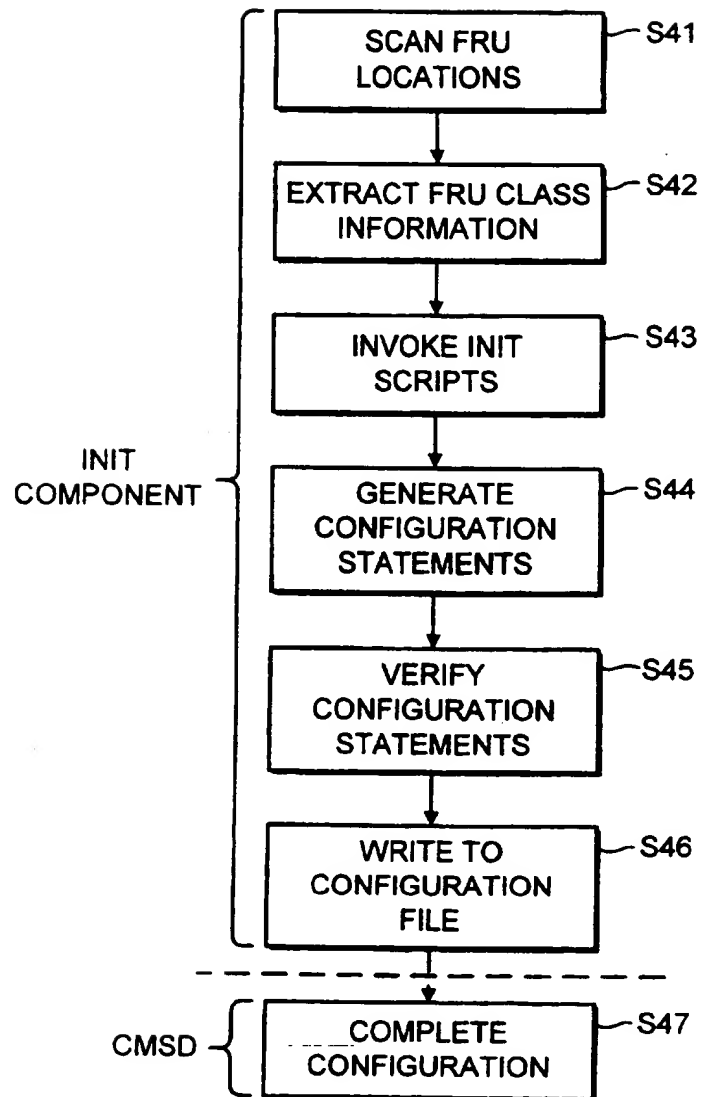 SCAN FRU
LOCATIONS
S41
EXTRACT FRU CLASS
INFORMATION
S42
INVOKE INIT
SCRIPTS
S43
INIT
COMPONENT
GENERATE
CONFIGURATION
STATEMENTS
S44
VERIFY
CONFIGURATION
STATEMENTS
S45
WRITE TO
CONFIGURATION
FILE
S46
CMSD
COMPLETE
CONFIGURATION
S47